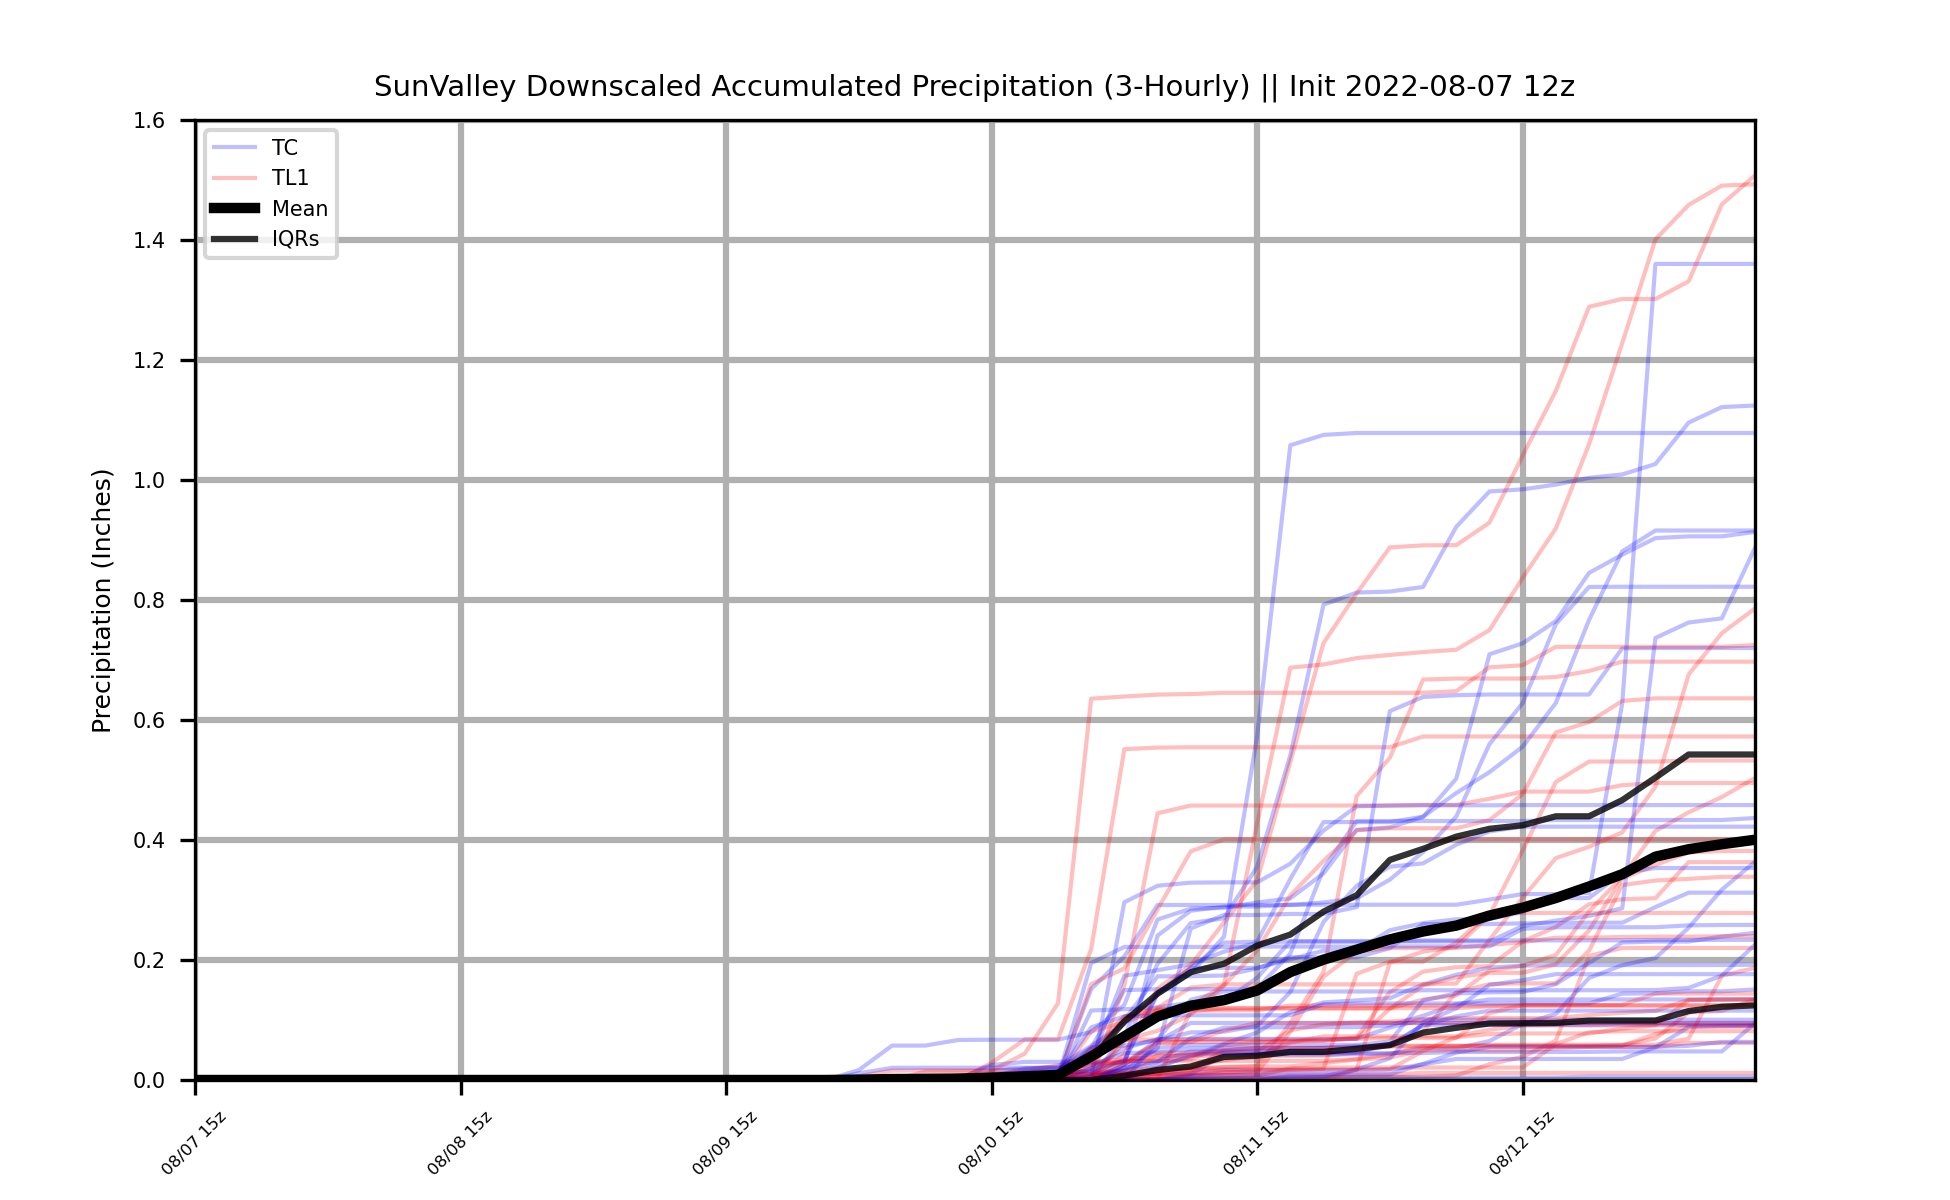 SunValley Downscaled Accumulated Precipitation (3-Hourly) || Init 2022-08-07 12z
TC
TL1
Mean
IQRs
Precipitation (Inches)
1.6
1.4
1.2
1.0
0.8
0.6
0.4
0.2
0.0
08/07 15z
08/08 15z
08/09 15z
08/10 15z
08/11 15z
08/12 15z